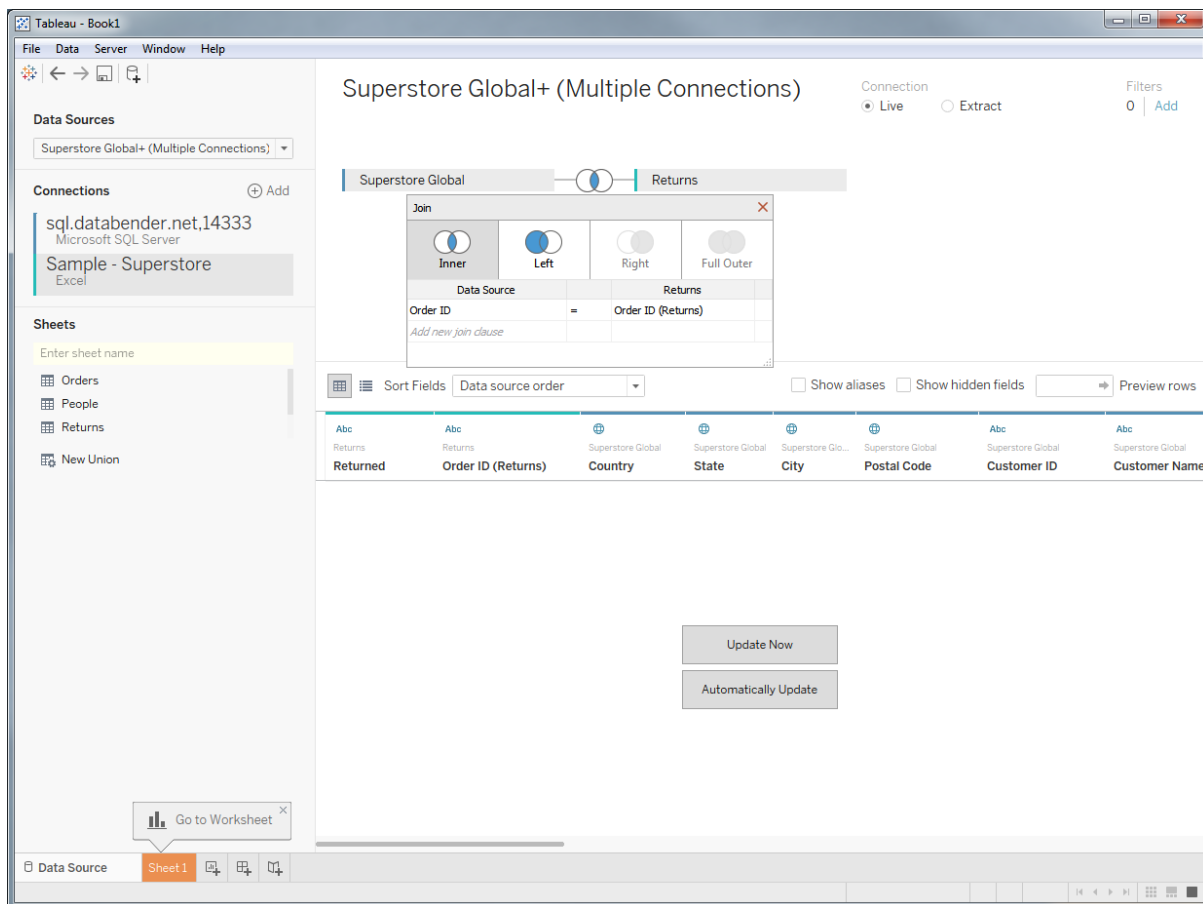 Tableau - Book1
File Data Server Window Help
Data Sources
Superstore Global+ (Multiple Connections)
Connections Add
sql.databender.net,14333
Microsoft SQL Server
Sample - Superstore
Excel
Sheets
Enter sheet name
Orders
People
Returns
New Union
Superstore Global+ (Multiple Connections)
Connection
Live Extract
Filters
0 Add
Superstore Global Returns
Join
Inner Left Right Full Outer
Data Source Returns
Order ID = Order ID (Returns)
Add new join clause
Sort Fields Data source order Show aliases Show hidden fields Preview rows
Abc Abc Abc Abc
Returns Returns Superstore Global Superstore Global Superstore Glo... Superstore Global Superstore Global Superstore Global
Returned Order ID (Returns) Country State City Postal Code Customer ID Customer Name
Update Now
Automatically Update
Go to Worksheet
Data Source Sheet 1